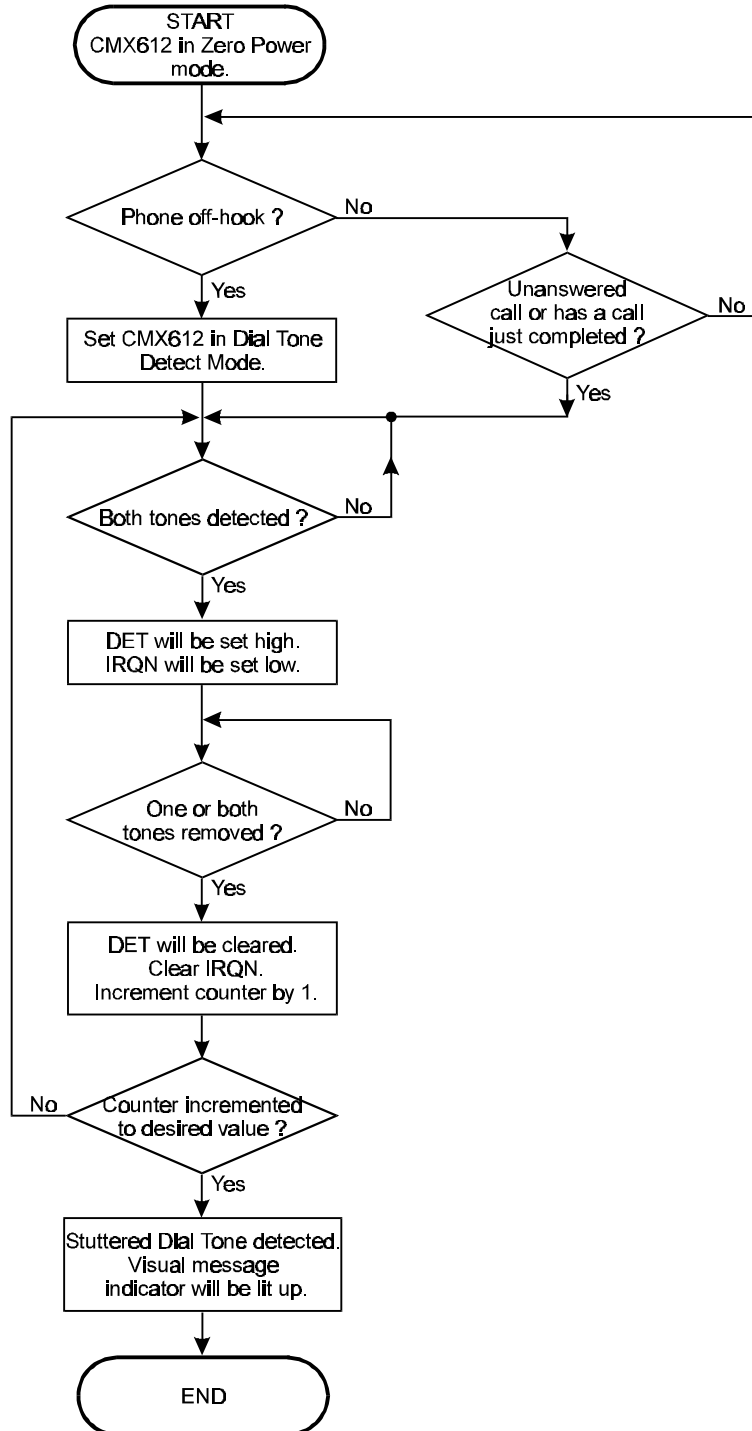 START
CMX612 in Zero Power
mode.
Phone off-hook ?
No
Yes
Unanswered
call or has a call
just completed ?
No
Yes
Set CMX612 in Dial Tone
Detect Mode.
Both tones detected ?
No
Yes
DET will be set high.
IRQN will be set low.
One or both
tones removed ?
No
Yes
DET will be cleared.
Clear IRQN.
Increment counter by 1.
Counter incremented
to desired value ?
No
Yes
Stuttered Dial Tone detected.
Visual message
indicator will be lit up.
END